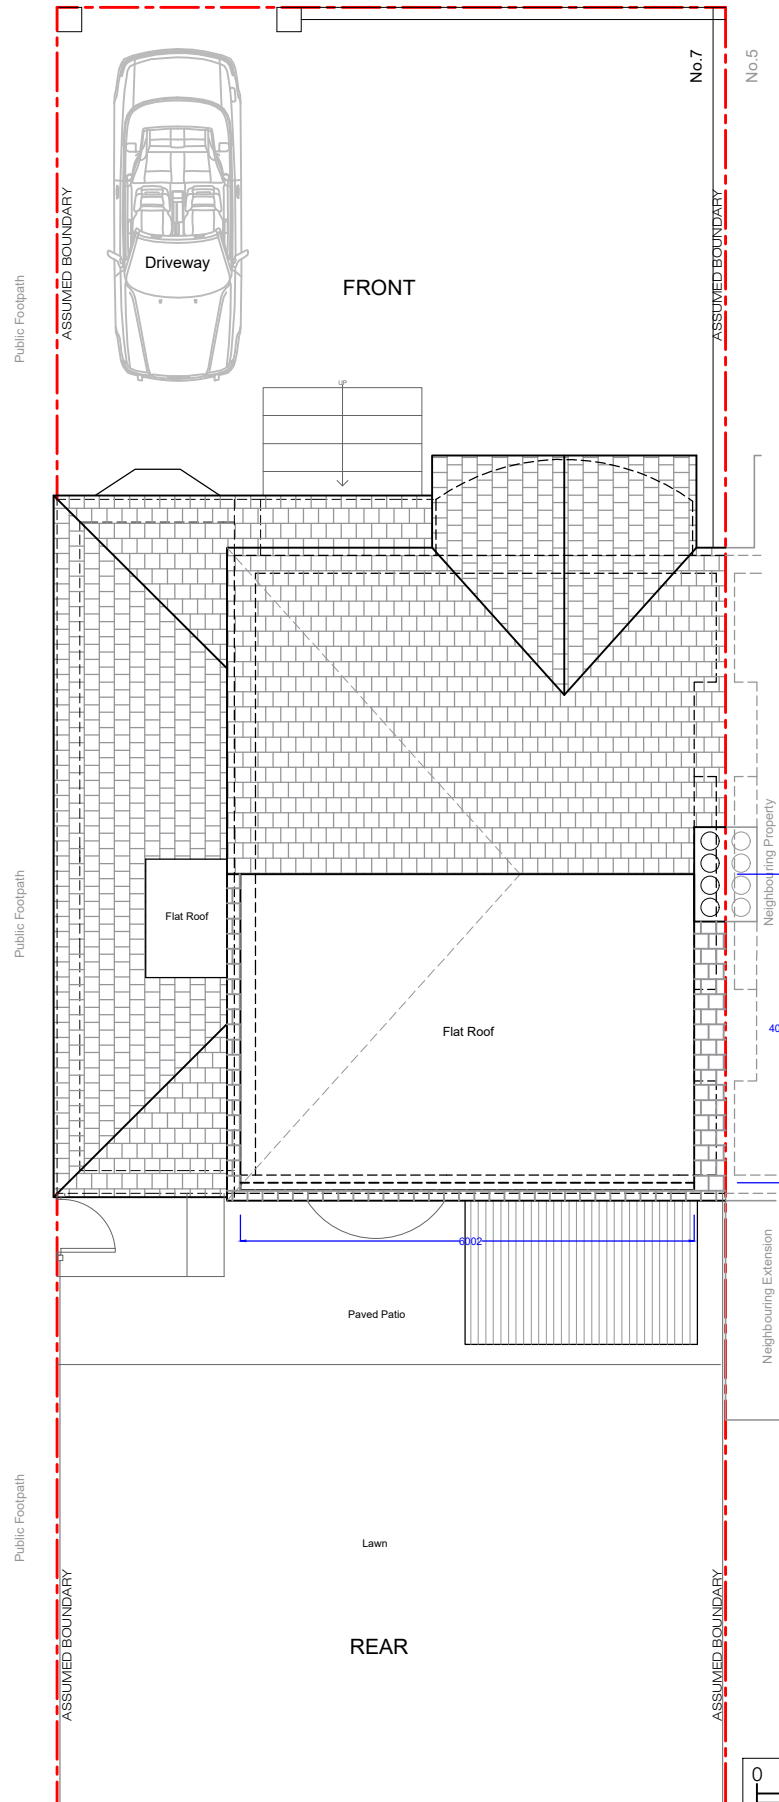 No.7
No.5
ASSUMED BOUNDARY
ASSUMED BOUNDARY
Public Footpath
Driveway
FRONT
UP
Neighbouring Property
Public Footpath
Flat Roof
Flat Roof
40
6002
Neighbouring Extension
Paved Patio
Public Footpath
Lawn
ASSUMED BOUNDARY
ASSUMED BOUNDARY
REAR
0